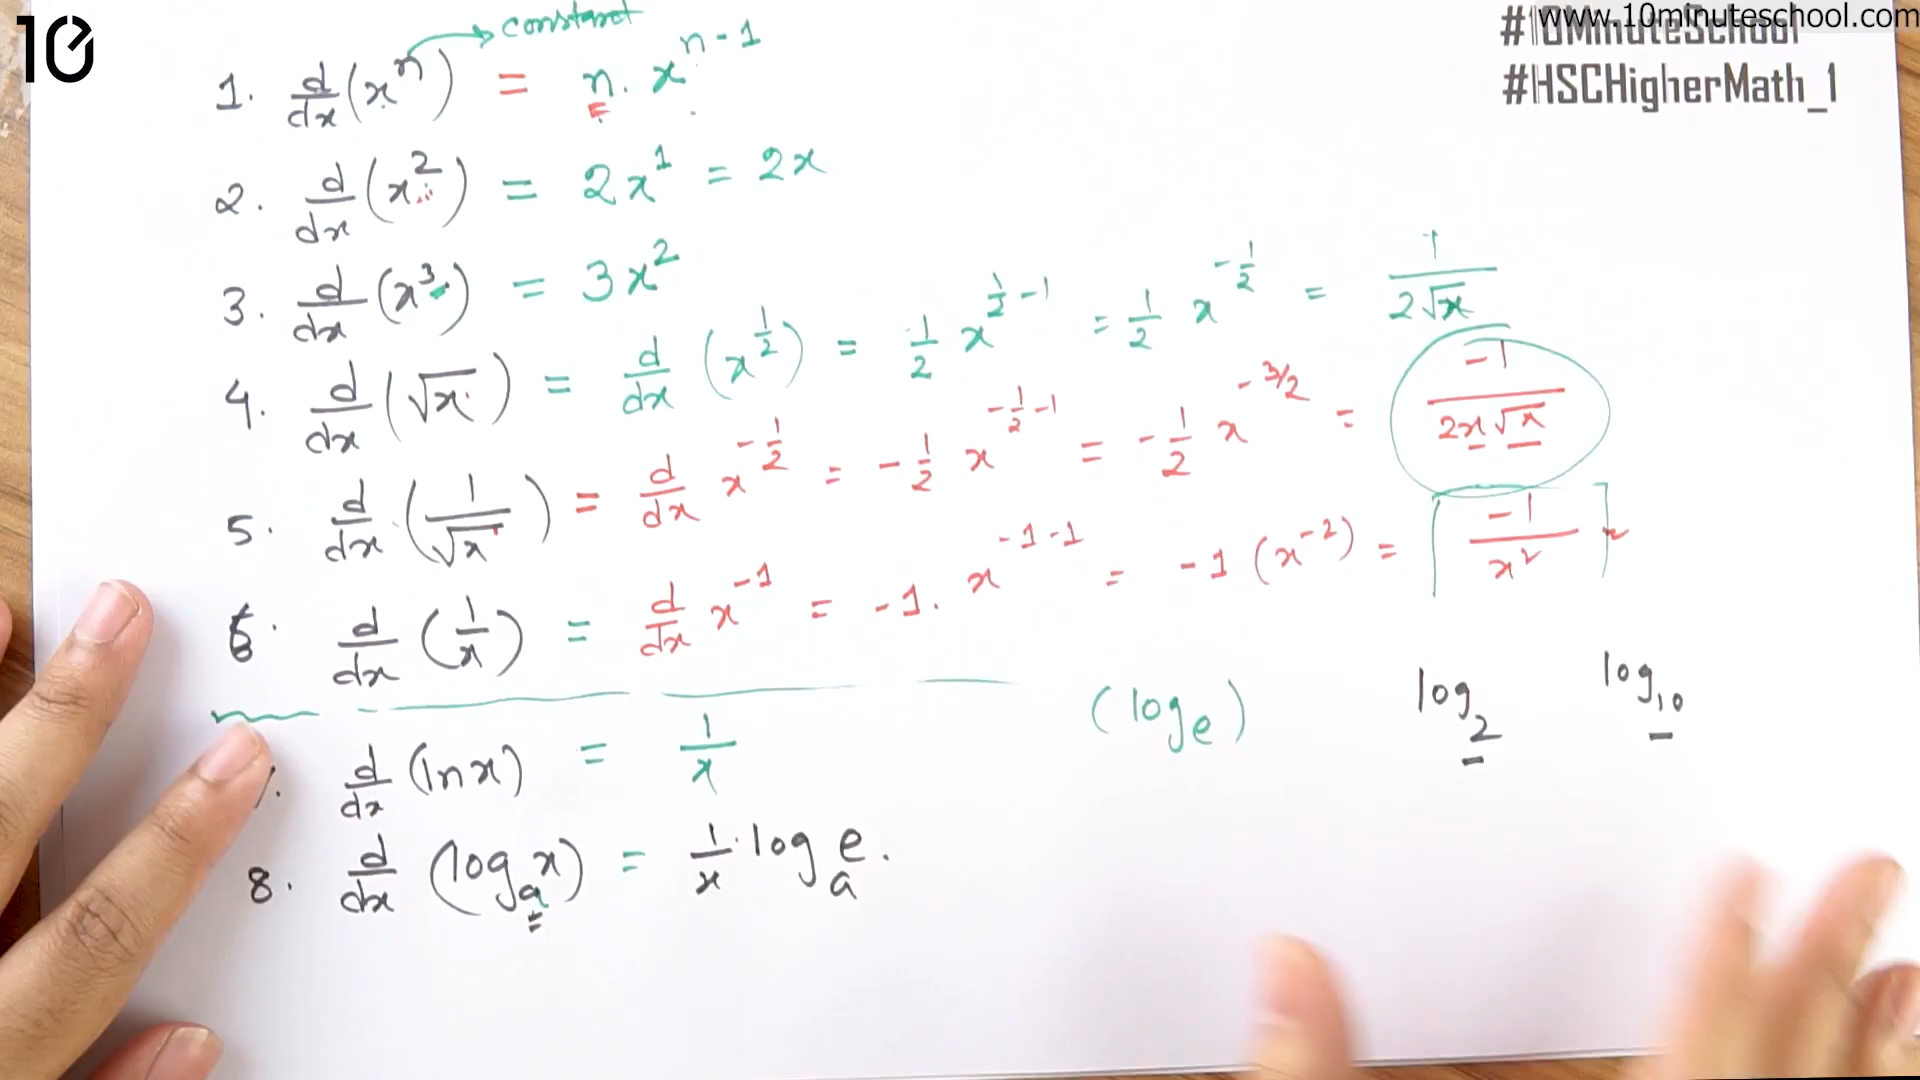 10
www.10minuteschool.com
#10MinuteSchool
#HSCHigherMath_1
constant
1. d/dx (x^n) = n. x^(n-1)
2. d/dx (x^2) = 2x^1 = 2x
3. d/dx (x^3) = 3x^2
4. d/dx (√x) = d/dx (x^(1/2)) = 1/2 x^(1/2 -1) = 1/2 x^(-1/2) = 1/(2√x)
5. d/dx (1/√x) = d/dx x^(-1/2) = -1/2 x^(-1/2 -1) = -1/2 x^(-3/2) = -1/(2x√x)
6. d/dx (1/x) = d/dx x^(-1) = -1. x^(-1-1) = -1 (x^(-2)) = -1/x^2
(log_e) log_2 log_10
d/dx (ln x) = 1/x
8. d/dx (log_a x) = 1/x . log_a e.